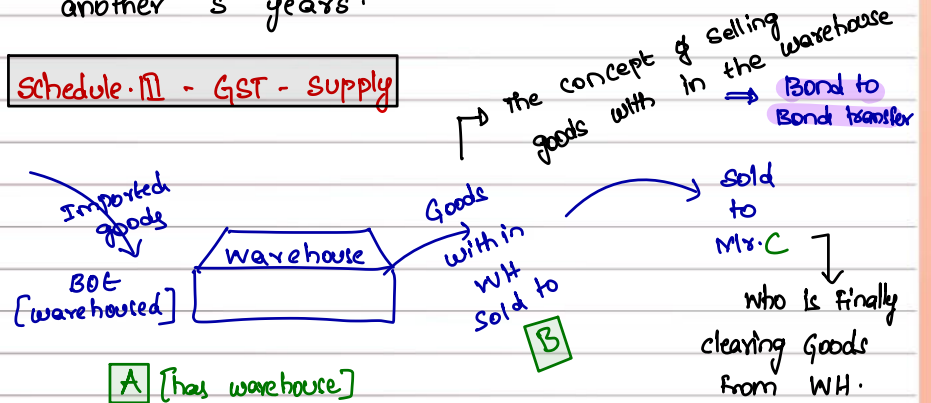 another 5 years.
Schedule.III - GST - Supply
The concept of selling
goods with in the warehouse
⇒ Bond to
Bond transfer
Imported
goods
BOE
[warehoused]
warehouse
Goods
with in
WH
sold to
B
Sold
to
Mr. C
who is finally
clearing Goods
from WH.
A [has warehouse]